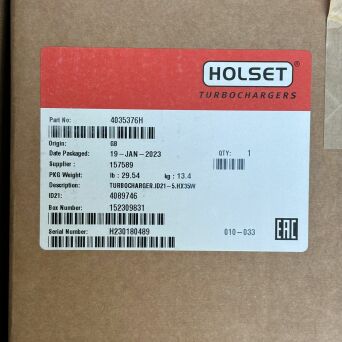 HOLSET®
TURBOCHARGERS
Part No: 4035376H
Origin: GB
Date Packaged: 19-JAN-2023 QTY: 1
Supplier : 157589
PKG Weight: lb : 29.54 kg : 13.4
Description: TURBOCHARGER,ID21-5,HX35W
ID21: 4089746
Box Number: 152309831
Serial Number: H230180489 010-033 EAC